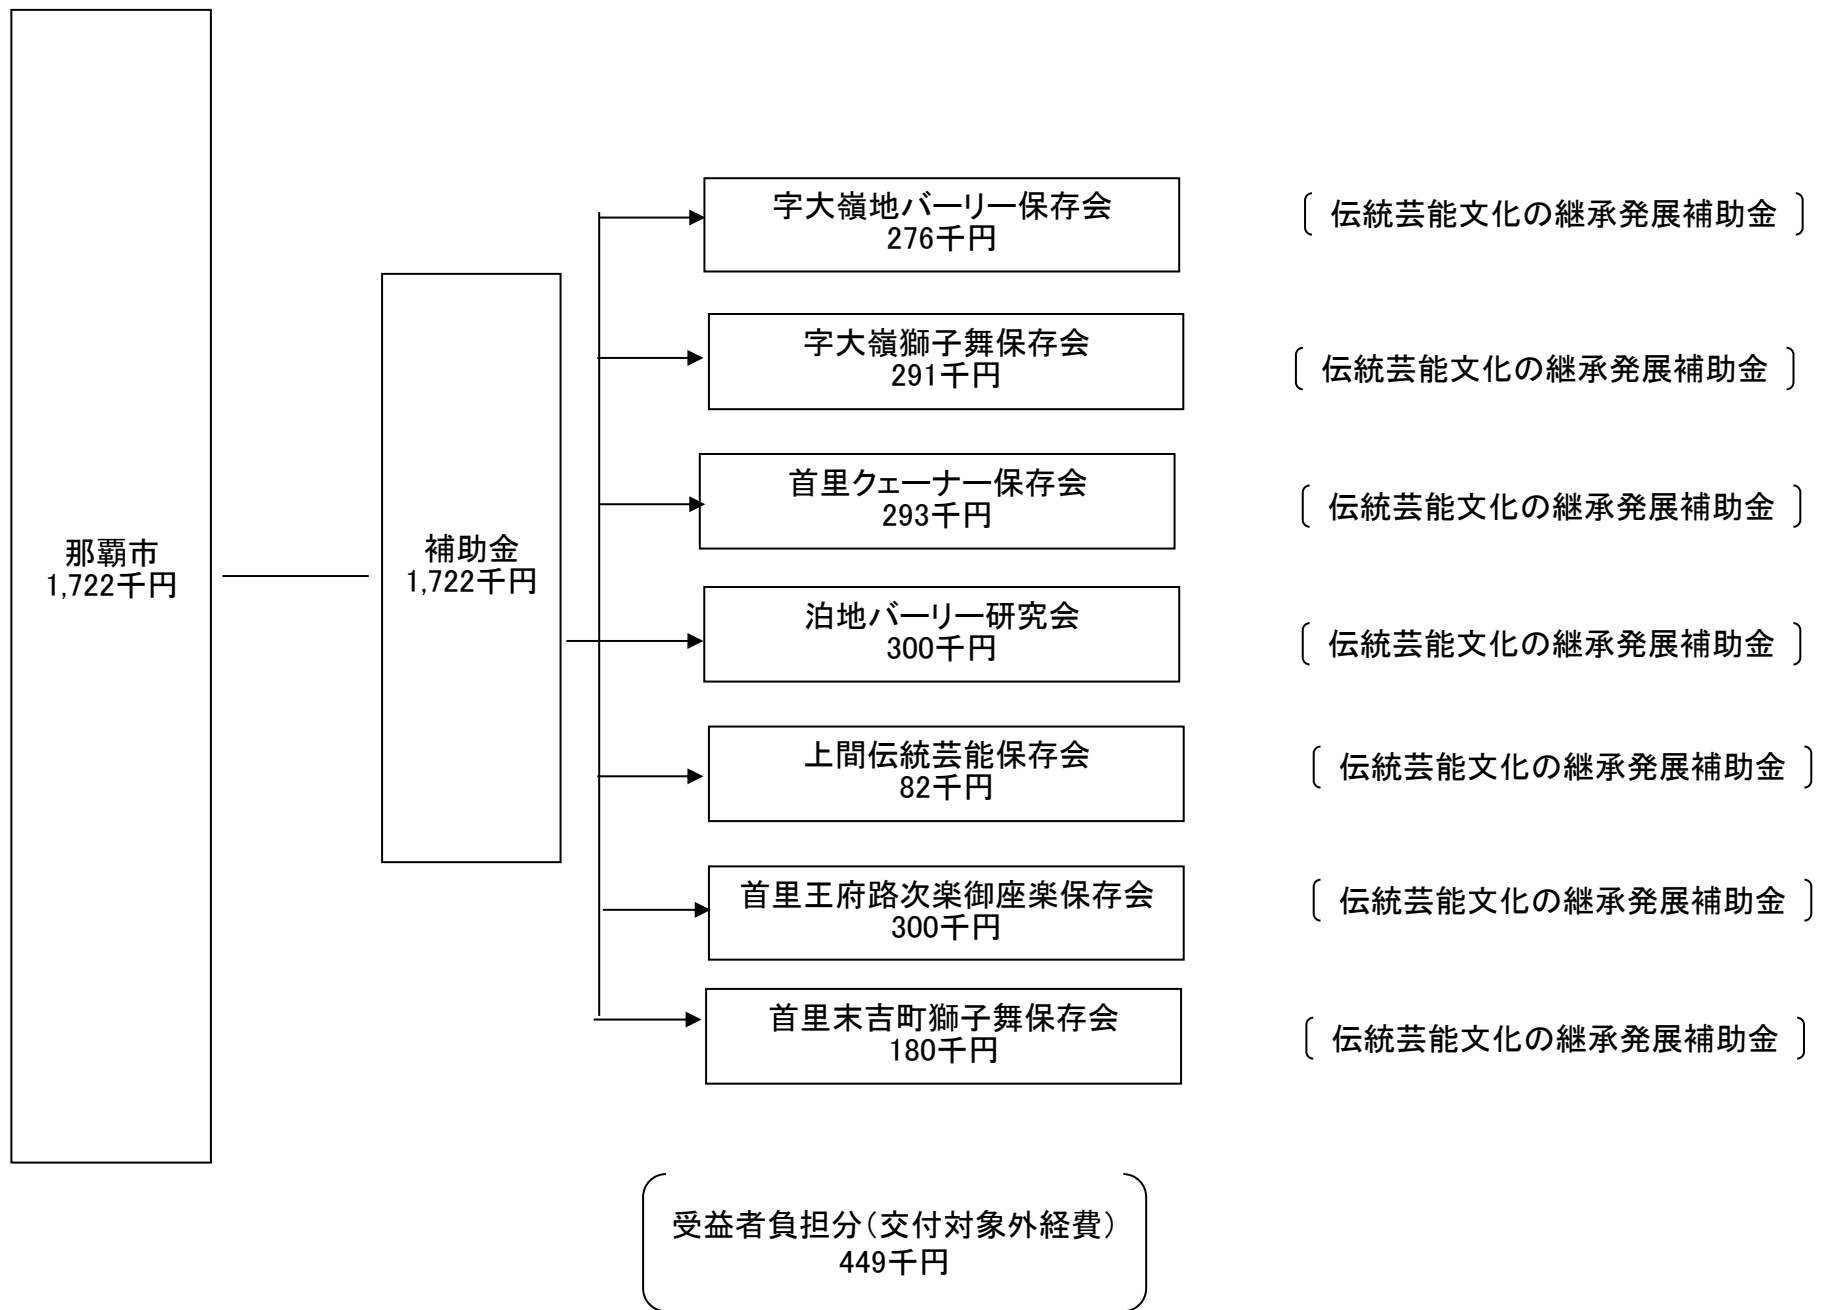 那覇市
1,722千円
補助金
1,722千円
字大嶺地バーリー保存会
276千円
〔 伝統芸能文化の継承発展補助金 〕
字大嶺獅子舞保存会
291千円
〔 伝統芸能文化の継承発展補助金 〕
首里クェーナー保存会
293千円
〔 伝統芸能文化の継承発展補助金 〕
泊地バーリー研究会
300千円
〔 伝統芸能文化の継承発展補助金 〕
上間伝統芸能保存会
82千円
〔 伝統芸能文化の継承発展補助金 〕
首里王府路次楽御座楽保存会
300千円
〔 伝統芸能文化の継承発展補助金 〕
首里末吉町獅子舞保存会
180千円
〔 伝統芸能文化の継承発展補助金 〕
受益者負担分（交付対象外経費）
449千円